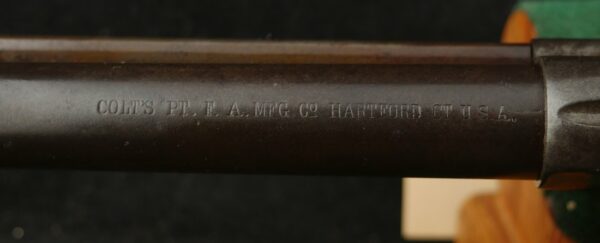 COLT'S PT. F. A. MFG Co HARTFORD CT U.S.A.